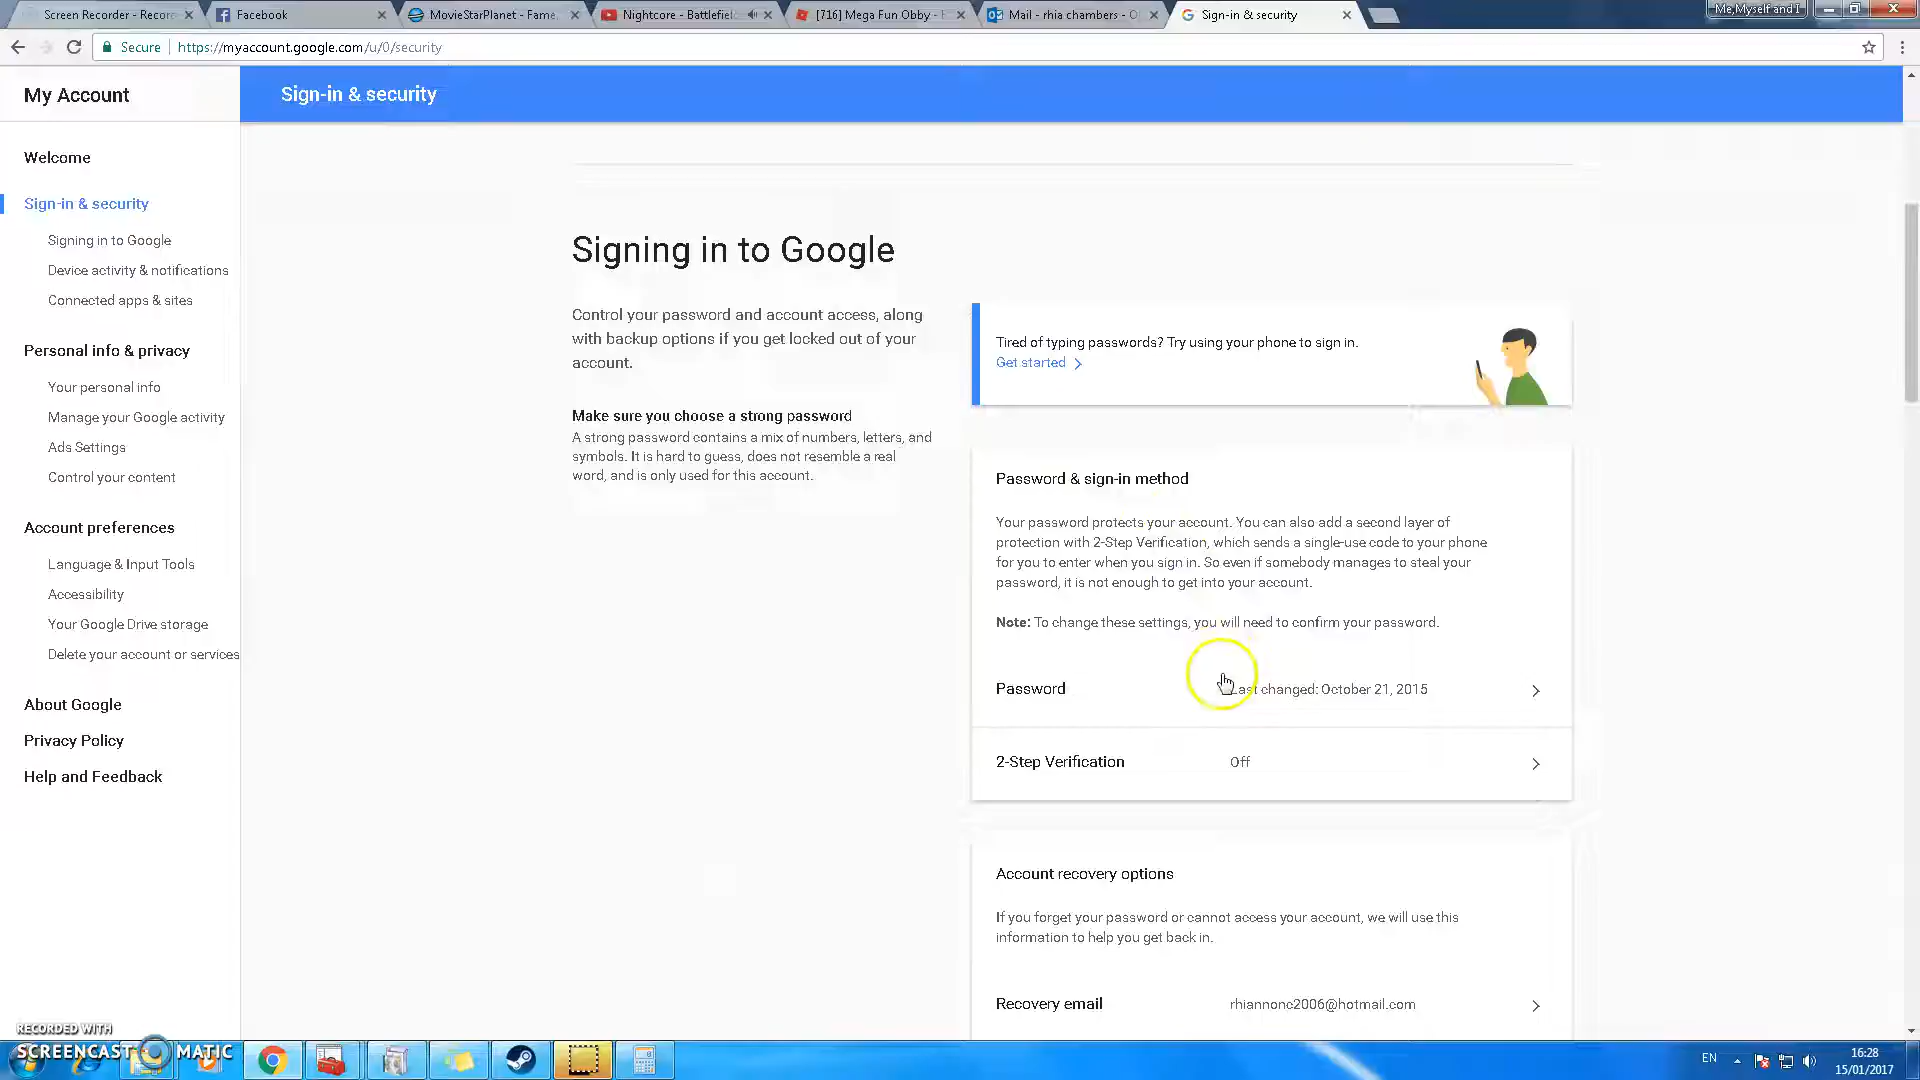 Screen Recorder - Recor
Facebook
MovieStarPlanet - Fame,
Nightcore - Battlefiel
[716] Mega Fun Obby -
Mail - rhia chambers - O
Sign-in & security
Me,Myself and I
Secure
https://myaccount.google.com/u/0/security
My Account
Sign-in & security
Welcome
Sign-in & security
Signing in to Google
Device activity & notifications
Connected apps & sites
Personal info & privacy
Your personal info
Manage your Google activity
Ads Settings
Control your content
Account preferences
Language & Input Tools
Accessibility
Your Google Drive storage
Delete your account or services
About Google
Privacy Policy
Help and Feedback
Signing in to Google
Control your password and account access, along
with backup options if you get locked out of your
account.
Make sure you choose a strong password
A strong password contains a mix of numbers, letters, and
symbols. It is hard to guess, does not resemble a real
word, and is only used for this account.
Tired of typing passwords? Try using your phone to sign in.
Get started
Password & sign-in method
Your password protects your account. You can also add a second layer of
protection with 2-Step Verification, which sends a single-use code to your phone
for you to enter when you sign in. So even if somebody manages to steal your
password, it is not enough to get into your account.
Note: To change these settings, you will need to confirm your password.
Password
Last changed: October 21, 2015
2-Step Verification
Off
Account recovery options
If you forget your password or cannot access your account, we will use this
information to help you get back in.
Recovery email
rhiannonc2006@hotmail.com
RECORDED WITH
SCREENCAST MATIC
EN
16:28
15/01/2017